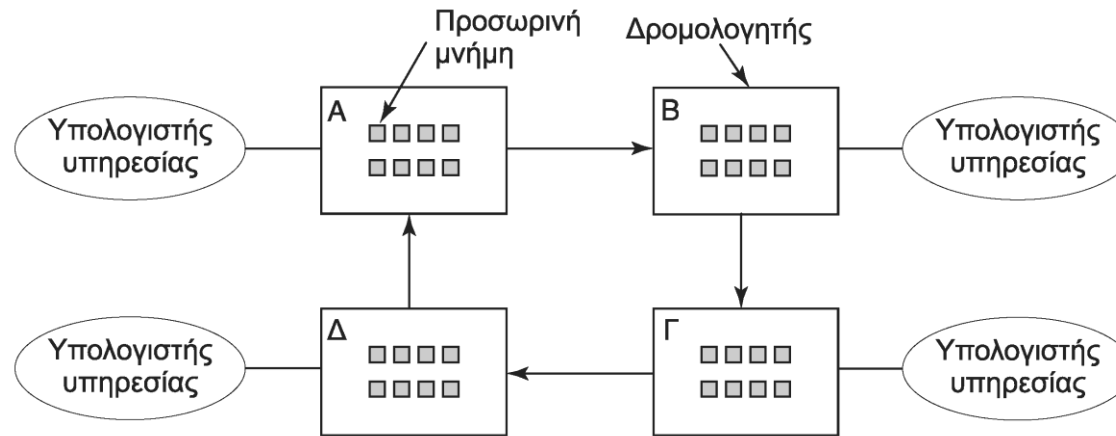 Προσωρινή
μνήμη
Δρομολογητής
Υπολογιστής
υπηρεσίας
Α
Β
Υπολογιστής
υπηρεσίας
Υπολογιστής
υπηρεσίας
Δ
Γ
Υπολογιστής
υπηρεσίας